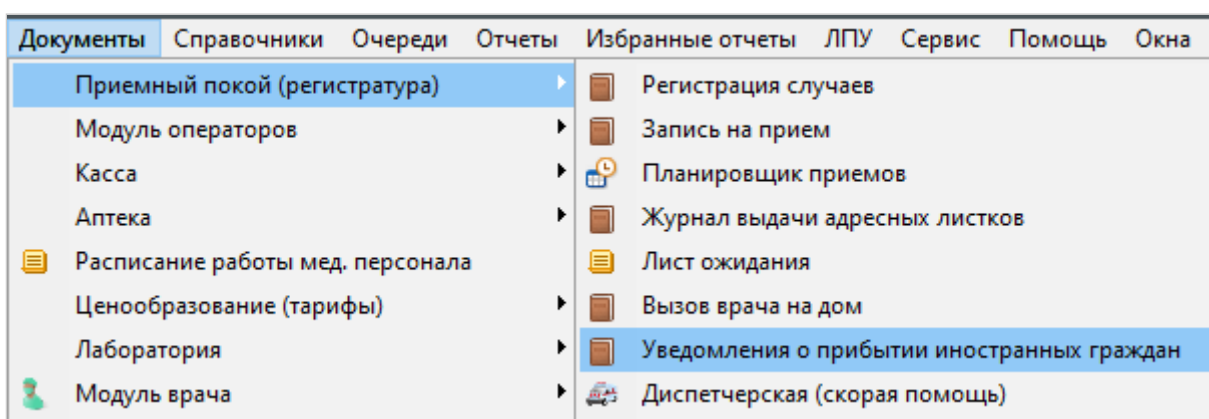 Документы Справочники Очереди Отчеты Избранные отчеты ЛПУ Сервис Помощь Окна
Приемный покой (регистратура)
Модуль операторов
Касса
Аптека
Расписание работы мед. персонала
Ценообразование (тарифы)
Лаборатория
Модуль врача
Регистрация случаев
Запись на прием
Планировщик приемов
Журнал выдачи адресных листков
Лист ожидания
Вызов врача на дом
Уведомления о прибытии иностранных граждан
Диспетчерская (скорая помощь)